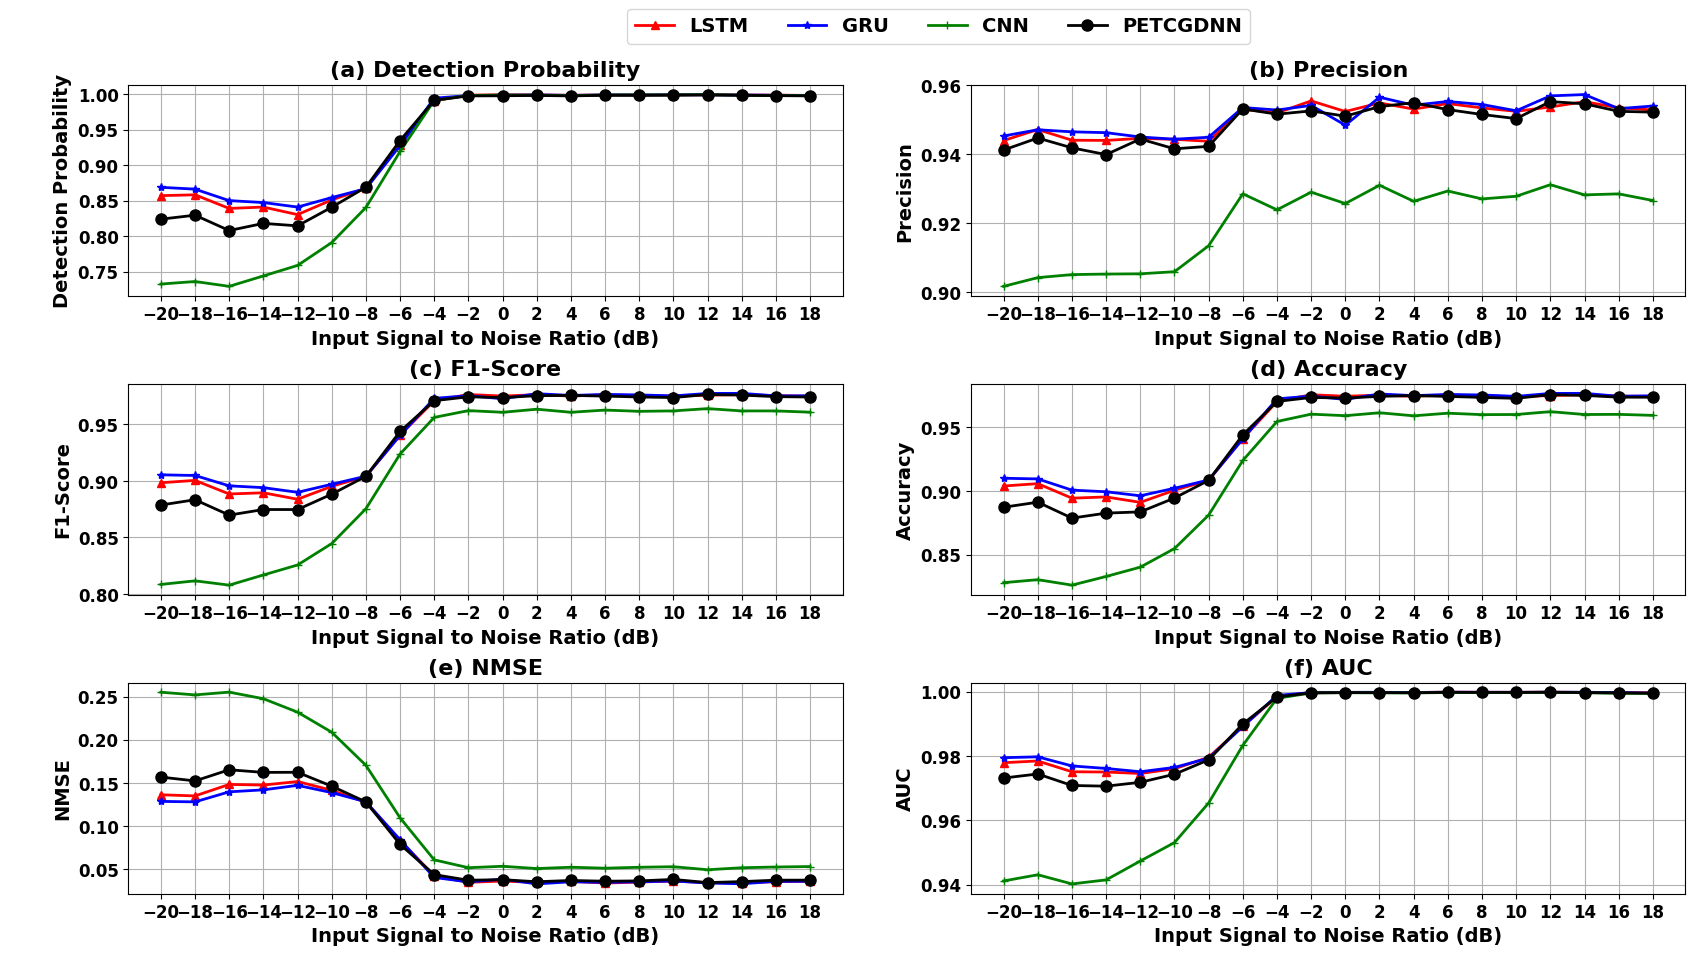 LSTM GRU CNN PETCGDNN
(a) Detection Probability
Detection Probability
1.00
0.95
0.90
0.85
0.80
0.75
−20 −18 −16 −14 −12 −10 −8 −6 −4 −2 0 2 4 6 8 10 12 14 16 18
Input Signal to Noise Ratio (dB)
(b) Precision
Precision
0.96
0.94
0.92
0.90
−20 −18 −16 −14 −12 −10 −8 −6 −4 −2 0 2 4 6 8 10 12 14 16 18
Input Signal to Noise Ratio (dB)
(c) F1-Score
F1-Score
0.95
0.90
0.85
0.80
−20 −18 −16 −14 −12 −10 −8 −6 −4 −2 0 2 4 6 8 10 12 14 16 18
Input Signal to Noise Ratio (dB)
(d) Accuracy
Accuracy
0.95
0.90
0.85
−20 −18 −16 −14 −12 −10 −8 −6 −4 −2 0 2 4 6 8 10 12 14 16 18
Input Signal to Noise Ratio (dB)
(e) NMSE
NMSE
0.25
0.20
0.15
0.10
0.05
−20 −18 −16 −14 −12 −10 −8 −6 −4 −2 0 2 4 6 8 10 12 14 16 18
Input Signal to Noise Ratio (dB)
(f) AUC
AUC
1.00
0.98
0.96
0.94
−20 −18 −16 −14 −12 −10 −8 −6 −4 −2 0 2 4 6 8 10 12 14 16 18
Input Signal to Noise Ratio (dB)